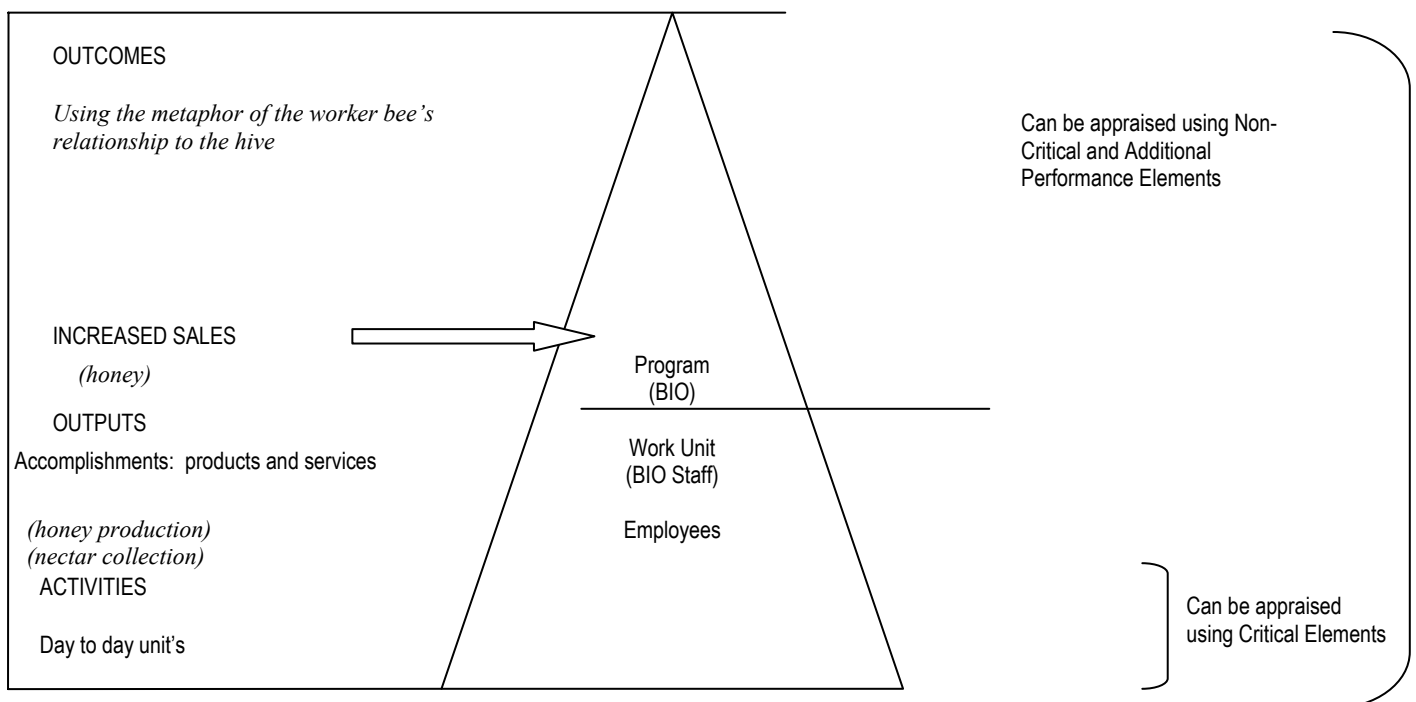 OUTCOMES
Using the metaphor of the worker bee’s
relationship to the hive
INCREASED SALES
(honey)
OUTPUTS
Accomplishments:  products and services
(honey production)
(nectar collection)
ACTIVITIES
Day to day unit’s
Program
(BIO)
Work Unit
(BIO Staff)
Employees
Can be appraised using Non-
Critical and Additional
Performance Elements
Can be appraised
using Critical Elements